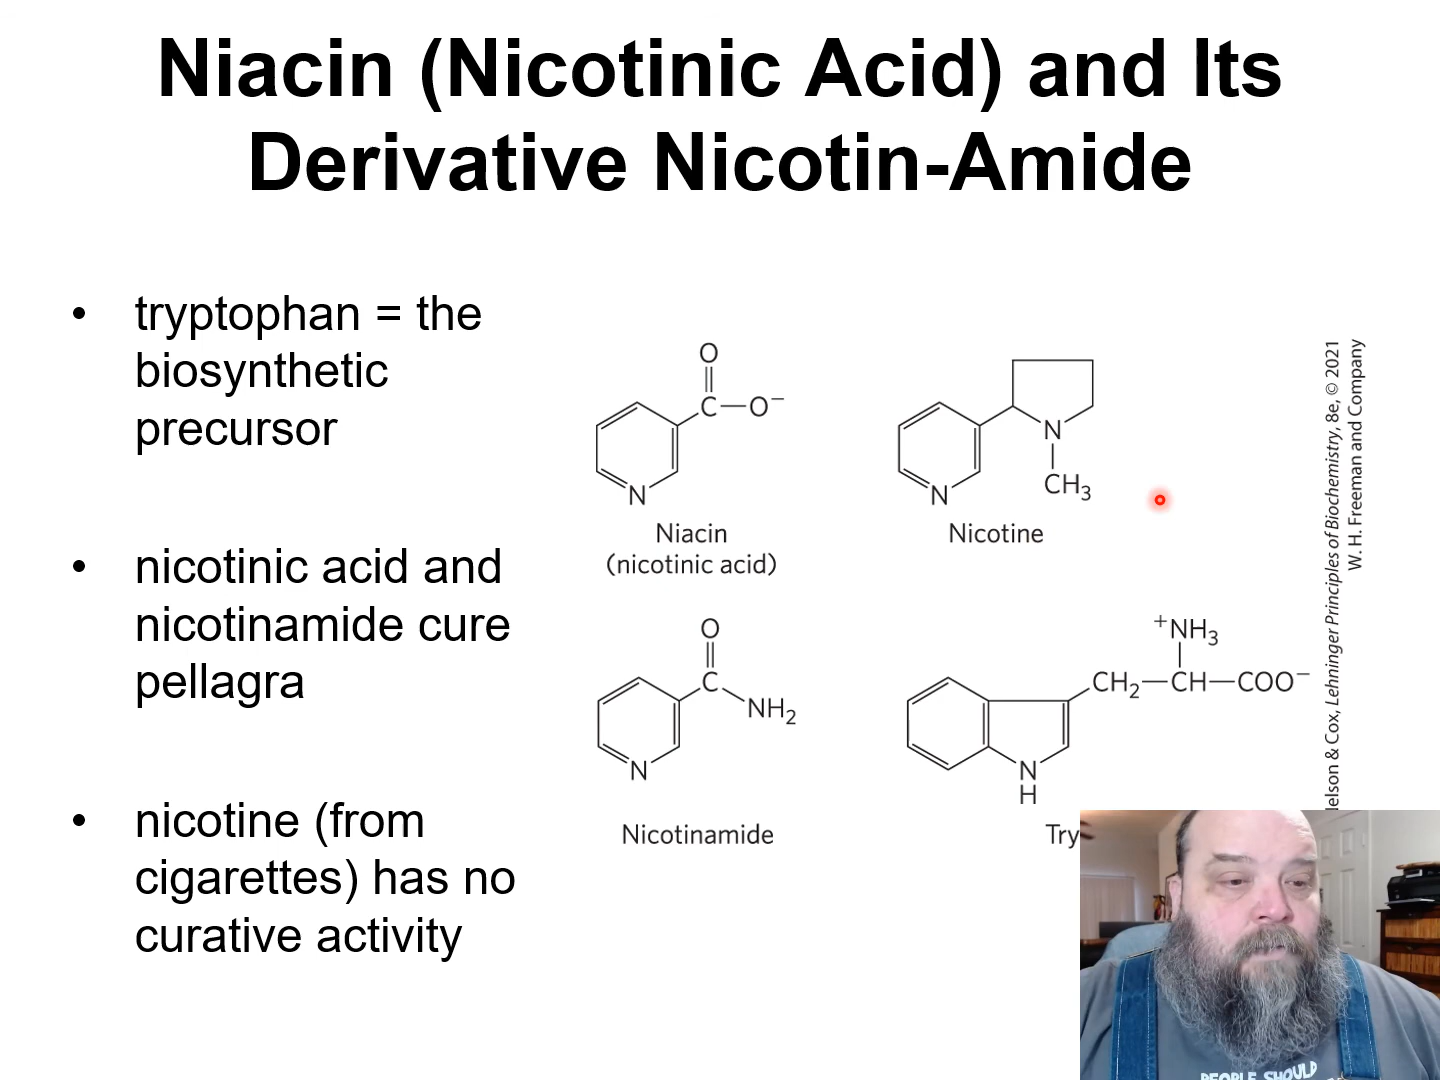 Niacin (Nicotinic Acid) and Its
Derivative Nicotin-Amide
• tryptophan = the
biosynthetic
precursor
• nicotinic acid and
nicotinamide cure
pellagra
• nicotine (from
cigarettes) has no
curative activity
O
C—O⁻
N
Niacin
(nicotinic acid)
N
CH₃
N
Nicotine
O
C
NH₂
N
Nicotinamide
⁺NH₃
CH₂—CH—COO⁻
N
H
Try
elson & Cox, Lehninger Principles of Biochemistry, 8e, © 2021
W. H. Freeman and Company
PEOPLE SHOULD